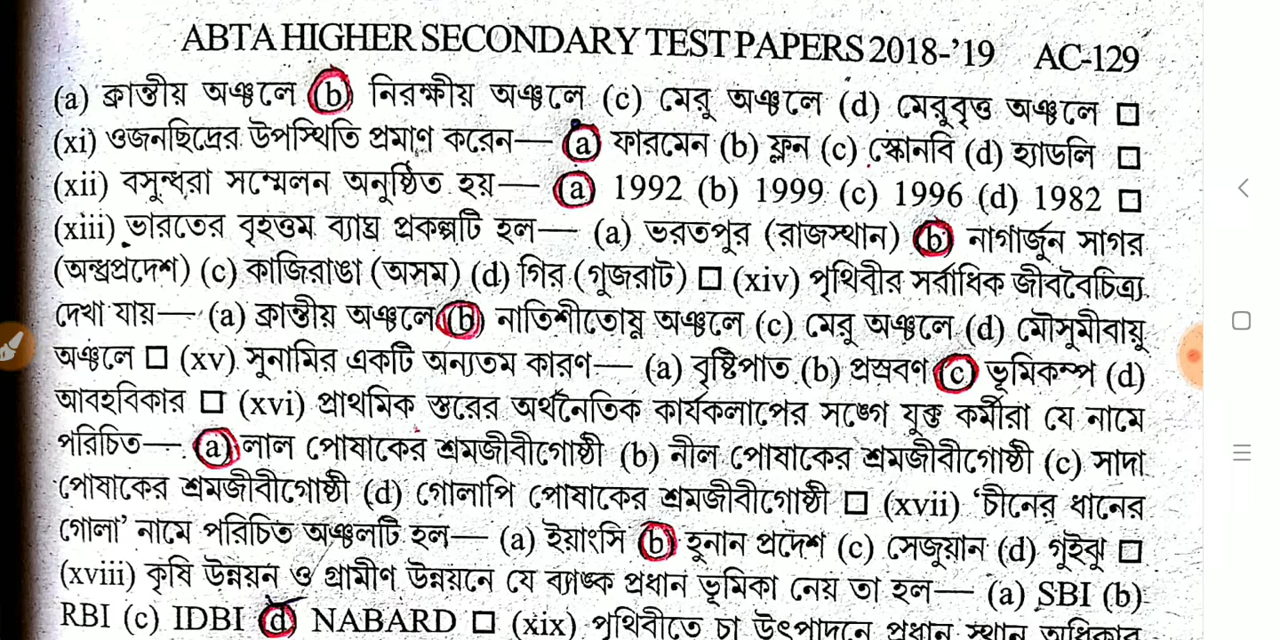 ABTA HIGHER SECONDARY TEST PAPERS 2018-'19 AC-129
(a) ক্রান্তীয় অঞ্চলে (b) নিরক্ষীয় অঞ্চলে (c) মেরু অঞ্চলে (d) মেরুবৃত্ত অঞ্চলে □
(xi) ওজনছিদ্রের উপস্থিতি প্রমাণ করেন— (a) ফারমেন (b) ফ্লন (c) স্কোনবি (d) হ্যাডলি □
(xii) বসুন্ধরা সম্মেলন অনুষ্ঠিত হয়— (a) 1992 (b) 1999 (c) 1996 (d) 1982 □
(xiii) ভারতের বৃহত্তম ব্যাঘ্র প্রকল্পটি হল— (a) ভরতপুর (রাজস্থান) (b) নাগার্জুন সাগর
(অন্ধ্রপ্রদেশ) (c) কাজিরাঙা (অসম) (d) গির (গুজরাট) □ (xiv) পৃথিবীর সর্বাধিক জীববৈচিত্র্য
দেখা যায়— (a) ক্রান্তীয় অঞ্চলে (b) নাতিশীতোষ্ণ অঞ্চলে (c) মেরু অঞ্চলে (d) মৌসুমীবায়ু
অঞ্চলে □ (xv) সুনামির একটি অন্যতম কারণ— (a) বৃষ্টিপাত (b) প্রস্রবণ (c) ভূমিকম্প (d)
আবহবিকার □ (xvi) প্রাথমিক স্তরের অর্থনৈতিক কার্যকলাপের সঙ্গে যুক্ত কর্মীরা যে নামে
পরিচিত— (a) লাল পোষাকের শ্রমজীবীগোষ্ঠী (b) নীল পোষাকের শ্রমজীবীগোষ্ঠী (c) সাদা
পোষাকের শ্রমজীবীগোষ্ঠী (d) গোলাপি পোষাকের শ্রমজীবীগোষ্ঠী □ (xvii) ‘চীনের ধানের
গোলা’ নামে পরিচিত অঞ্চলটি হল— (a) ইয়াংসি (b) হুনান প্রদেশ (c) সেজুয়ান (d) গুইঝু □
(xviii) কৃষি উন্নয়ন ও গ্রামীণ উন্নয়নে যে ব্যাঙ্ক প্রধান ভূমিকা নেয় তা হল— (a) SBI (b)
RBI (c) IDBI (d) NABARD □ (xix) পৃথিবীতে চা উৎপাদনে প্রধান স্থান অধিকার